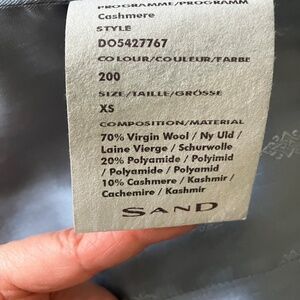 PROGRAMME/PROGRAMM
Cashmere
STYLE
DO5427767
COLOUR/COULEUR/FARBE
200
SIZE/TAILLE/GRÖSSE
XS
COMPOSITION/MATERIAL
70% Virgin Wool / Ny Uld /
Laine Vierge / Schurwolle
20% Polyamide / Polyimid
/ Polyamide / Polyamid
10% Cashmere / Kashmir /
Cachemire / Kashmir
SAND